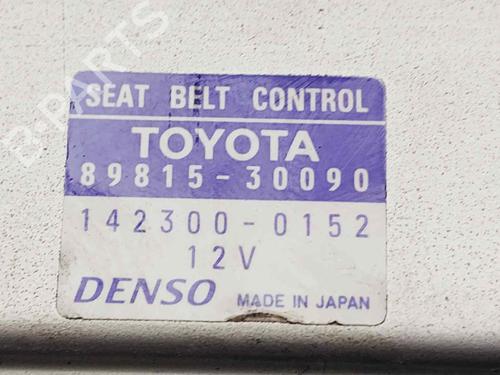 B-PARTS
SEAT BELT CONTROL
TOYOTA
89815-30090
142300-0152
12V
DENSO MADE IN JAPAN